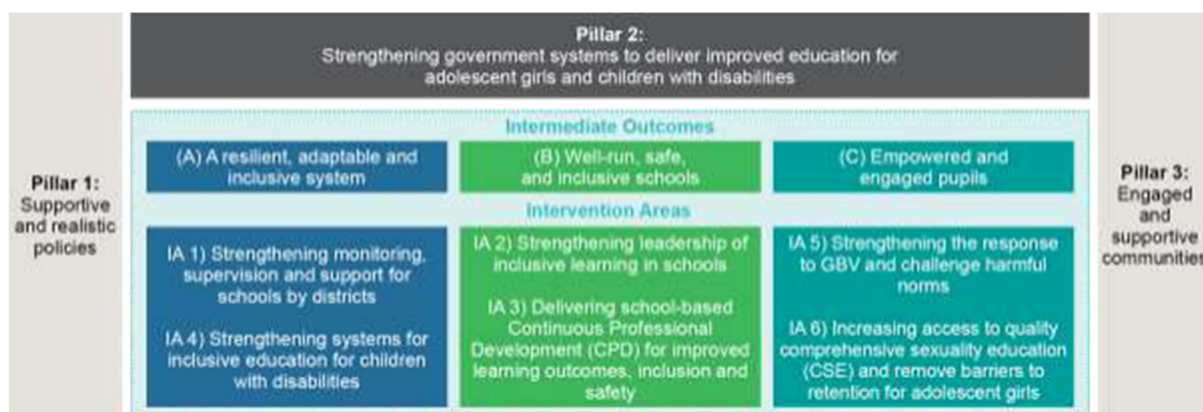 Pillar 2:
Strengthening government systems to deliver improved education for
adolescent girls and children with disabilities
Pillar 1:
Supportive
and realistic
policies
Intermediate Outcomes
(A) A resilient, adaptable and
inclusive system
(B) Well-run, safe,
and inclusive schools
(C) Empowered and
engaged pupils
Intervention Areas
IA 1) Strengthening monitoring,
supervision and support for
schools by districts
IA 4) Strengthening systems for
inclusive education for children
with disabilities
IA 2) Strengthening leadership of
inclusive learning in schools
IA 3) Delivering school-based
Continuous Professional
Development (CPD) for improved
learning outcomes, inclusion and
safety
IA 5) Strengthening the response
to GBV and challenge harmful
norms
IA 6) Increasing access to quality
comprehensive sexuality education
(CSE) and remove barriers to
retention for adolescent girls
Pillar 3:
Engaged
and
supportive
communities